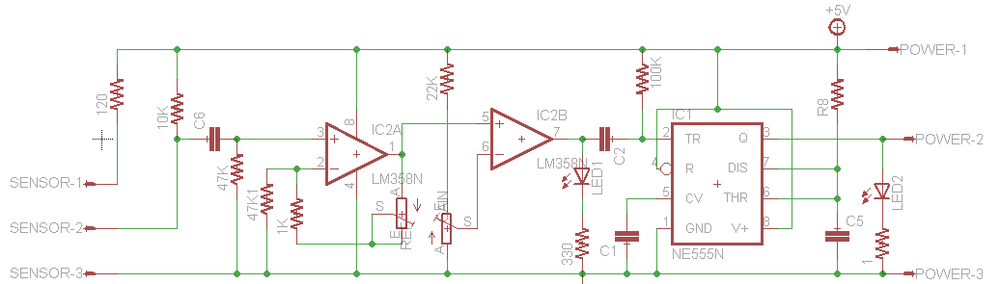 +5V
POWER-1
120
10K
C6
22K
100K
R8
IC2A
IC2B
IC1
3
8
1
2
4
LM358N
5
6
7
LM358N
C2
2
TR
Q
3
4
R
DIS
7
5
CV
THR
6
1
GND
V+
8
NE555N
POWER-2
SENSOR-1
47K
47K1
1K
A
S
E
S
A
LED1
LED2
SENSOR-2
330
C1
C5
1
SENSOR-3
POWER-3